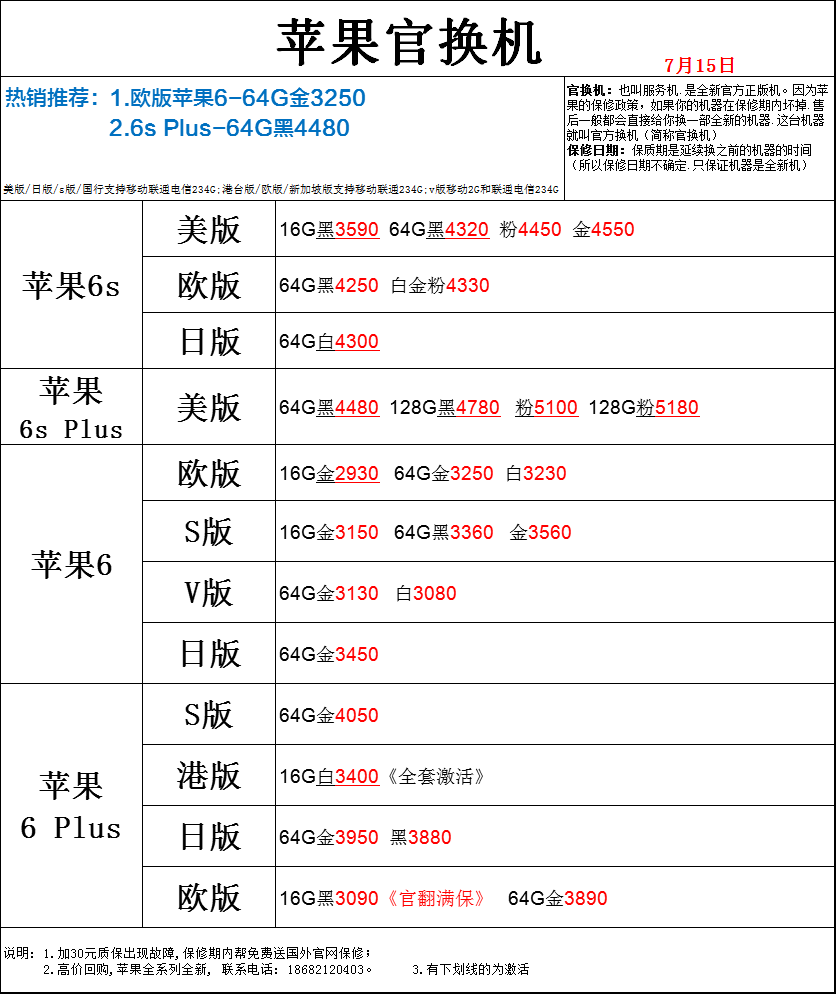 苹果官换机
7月15日
热销推荐：1.欧版苹果6-64G金3250
2.6s Plus-64G黑4480
美版/日版/s版/国行支持移动联通电信234G;港台版/欧版/新加坡版支持移动联通234G;v版移动2G和联通电信234G
官换机：也叫服务机.是全新官方正版机。因为苹
果的保修政策，如果你的机器在保修期内坏掉.售
后一般都会直接给你换一部全新的机器.这台机器
就叫官方换机（简称官换机）
保修日期：保质期是延续换之前的机器的时间
（所以保修日期不确定.只保证机器是全新机）
苹果6s
美版
16G黑3590 64G黑4320 粉4450 金4550
欧版
64G黑4250 白金粉4330
日版
64G白4300
苹果
6s Plus
美版
64G黑4480 128G黑4780 粉5100 128G粉5180
苹果6
欧版
16G金2930 64G金3250 白3230
S版
16G金3150 64G黑3360 金3560
V版
64G金3130 白3080
日版
64G金3450
苹果
6 Plus
S版
64G金4050
港版
16G白3400《全套激活》
日版
64G金3950 黑3880
欧版
16G黑3090《官翻满保》 64G金3890
说明：1.加30元质保出现故障,保修期内帮免费送国外官网保修；
2.高价回购,苹果全系列全新, 联系电话：18682120403。 3.有下划线的为激活